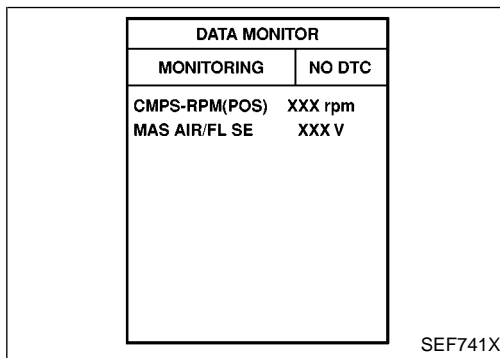 DATA MONITOR
MONITORING NO DTC
CMPS-RPM(POS) XXX rpm
MAS AIR/FL SE XXX V
SEF741X